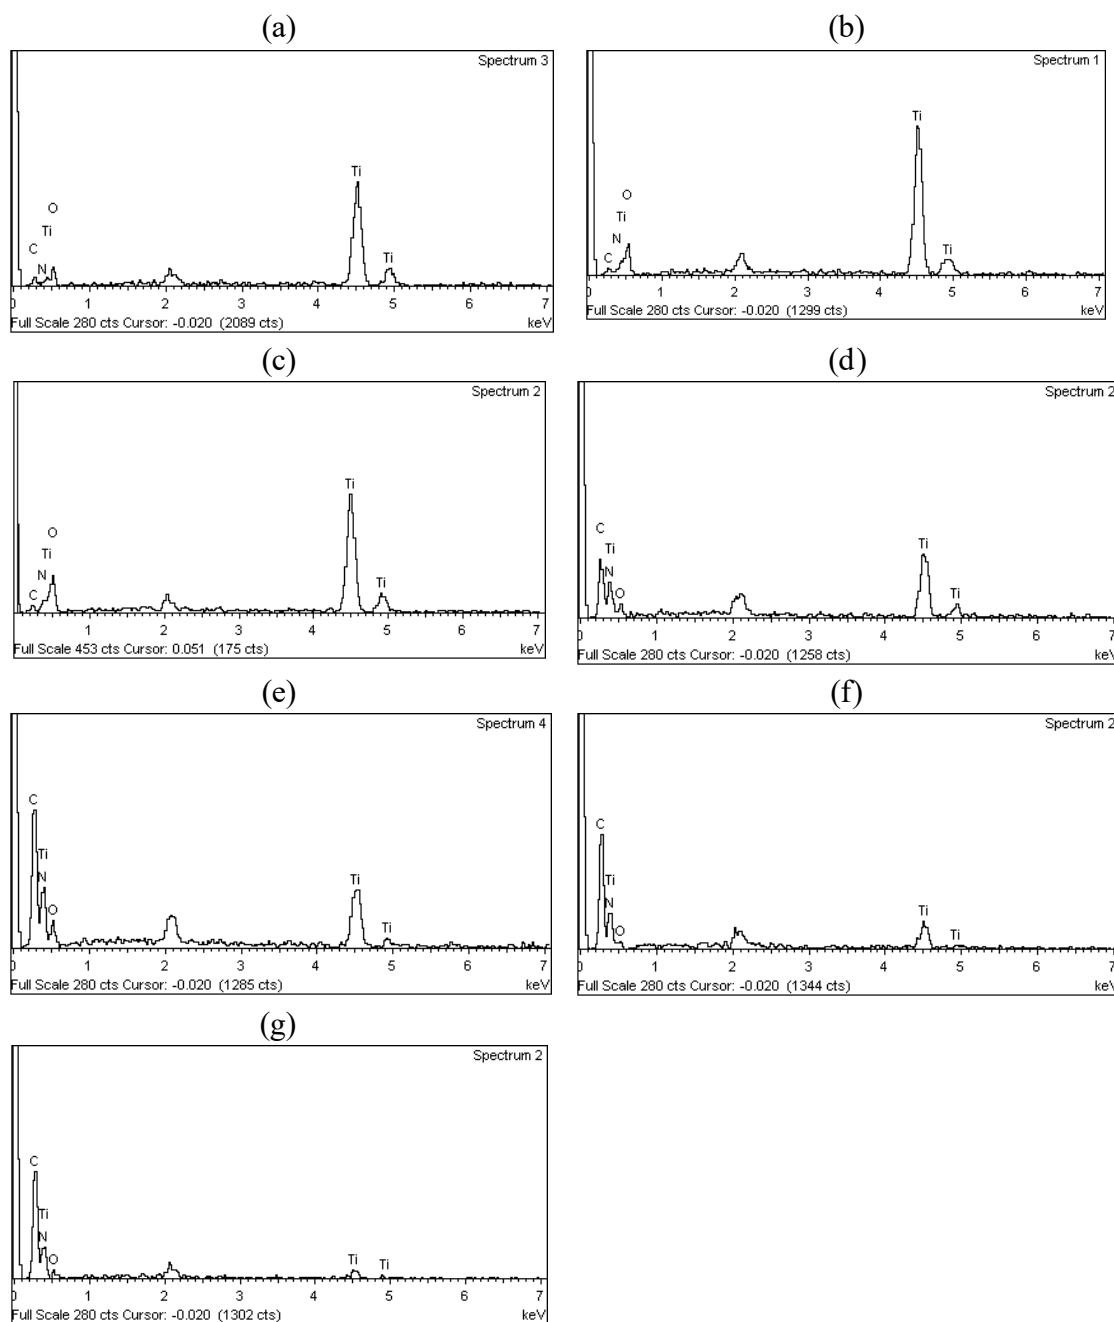 (a)
Spectrum 3
Ti
O
Ti
C
N
Ti
0 1 2 3 4 5 6 7
Full Scale 280 cts Cursor: -0.020 (2089 cts) keV
(b)
Spectrum 1
Ti
O
Ti
N
C
Ti
0 1 2 3 4 5 6 7
Full Scale 280 cts Cursor: -0.020 (1299 cts) keV
(c)
Spectrum 2
Ti
O
Ti
N
C
Ti
1 2 3 4 5 6 7
Full Scale 453 cts Cursor: 0.051 (175 cts) keV
(d)
Spectrum 2
C
Ti
N
O
Ti
Ti
0 1 2 3 4 5 6 7
Full Scale 280 cts Cursor: -0.020 (1258 cts) keV
(e)
Spectrum 4
C
Ti
N
O
Ti
Ti
0 1 2 3 4 5 6 7
Full Scale 280 cts Cursor: -0.020 (1285 cts) keV
(f)
Spectrum 2
C
Ti
N
O
Ti
Ti
0 1 2 3 4 5 6 7
Full Scale 280 cts Cursor: -0.020 (1344 cts) keV
(g)
Spectrum 2
C
Ti
N
O
Ti
Ti
0 1 2 3 4 5 6 7
Full Scale 280 cts Cursor: -0.020 (1302 cts) keV